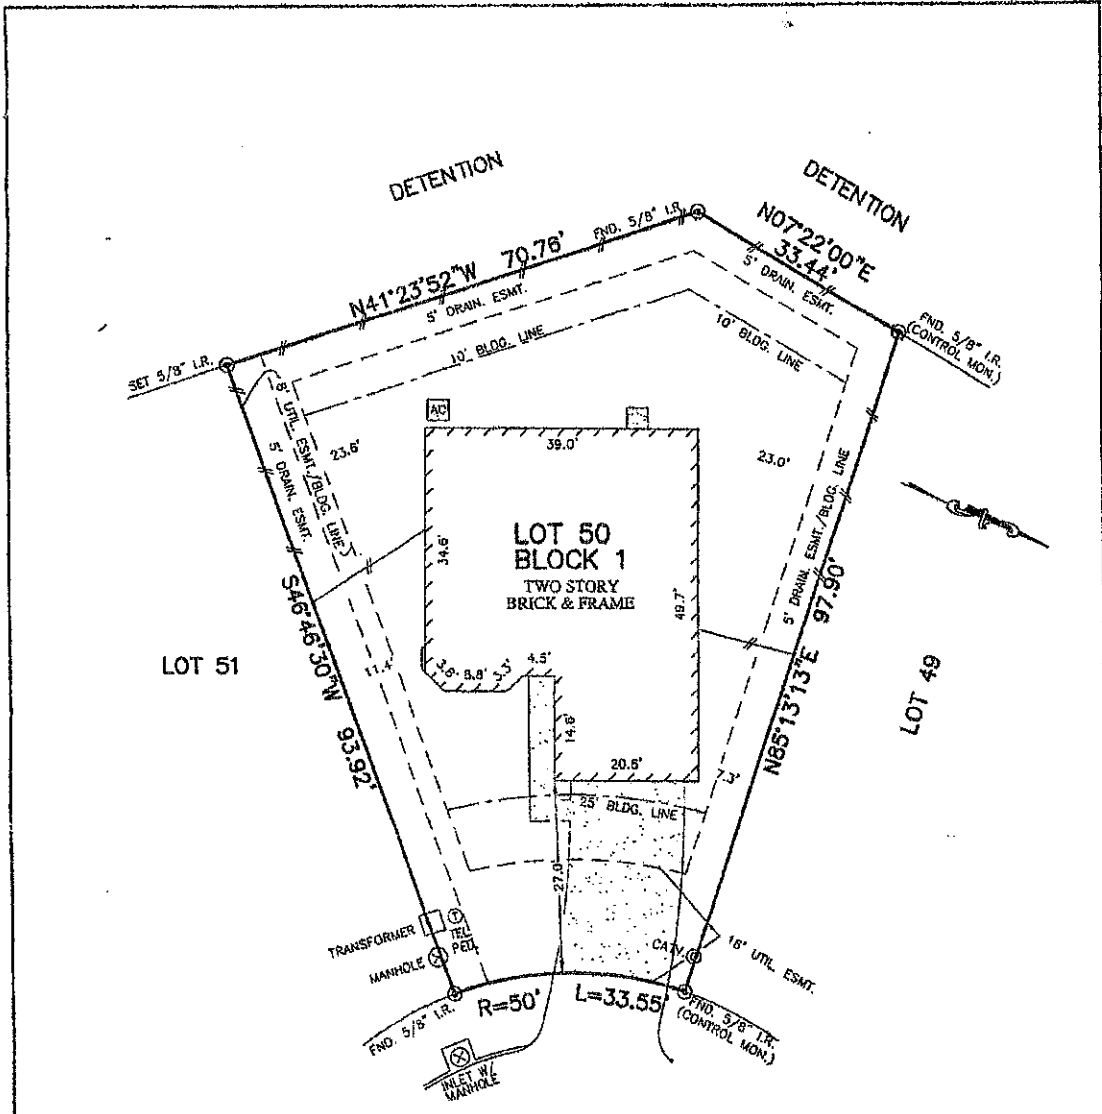 DETENTION
DETENTION
N07°22'00"E
33.44'
FND. 5/8" I.R.
N41°23'52"W 70.76'
5' DRAIN. ESMT.
5' DRAIN. ESMT.
10' BLDG. LINE
10' BLDG. LINE
FND. 5/8" I.R.
(CONTROL MON.)
SET 5/8" I.R.
8' UTIL ESMT./BLDG. LINE)
5' DRAIN. ESMT.
AC
23.6'
39.0'
23.0'
LOT 50
BLOCK 1
TWO STORY
BRICK & FRAME
34.6'
49.7'
5' DRAIN. ESMT./BLDG. LINE
S46°46'30"W 93.92'
N85°13'13"E 97.90'
LOT 51
LOT 49
11.4'
3.3'
4.5'
14.6'
20.6'
7.3'
25' BLDG. LINE
27.0'
TRANSFORMER
T
TEL.
PED.
MANHOLE
CATV
16' UTIL. ESMT.
R=50' L=33.55'
FND. 5/8" I.R.
FND. 5/8" I.R.
(CONTROL MON.)
INLET W/
MANHOLE